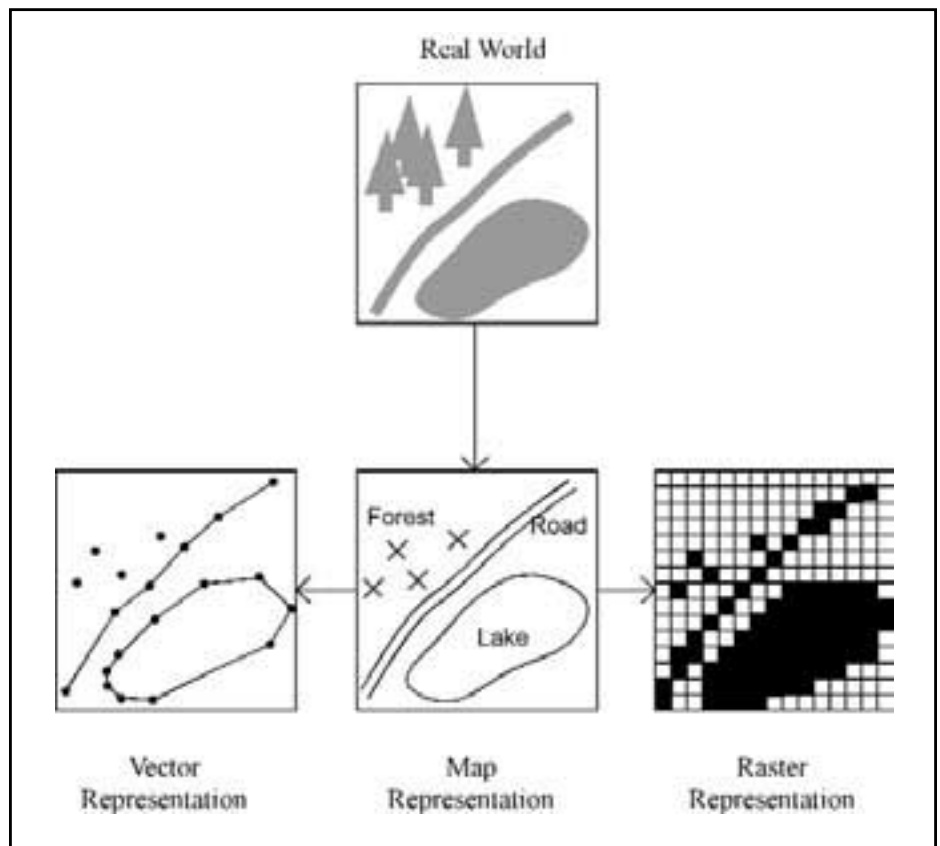 Real World
Forest
Road
Lake
Vector
Representation
Map
Representation
Raster
Representation